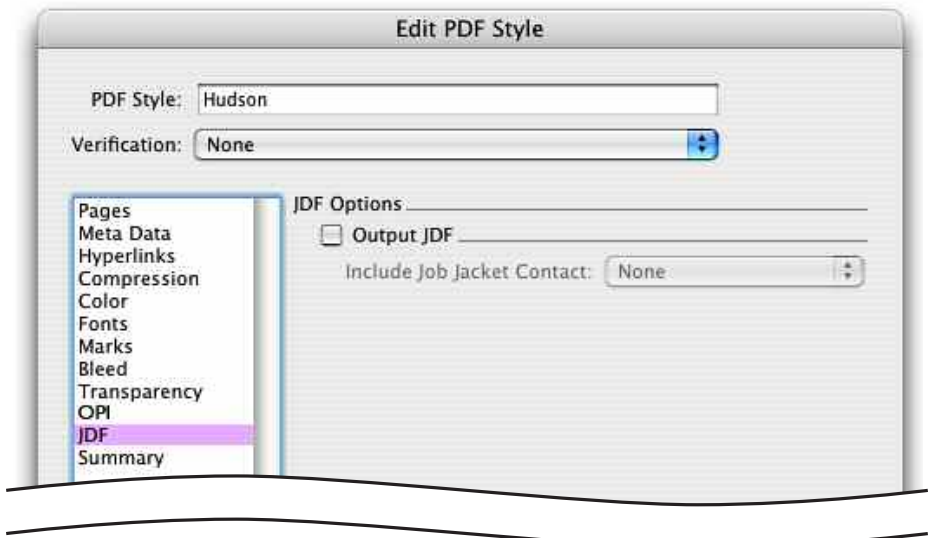 Edit PDF Style
PDF Style: Hudson
Verification: None
Pages
Meta Data
Hyperlinks
Compression
Color
Fonts
Marks
Bleed
Transparency
OPI
JDF
Summary
JDF Options
Output JDF
Include Job Jacket Contact: None